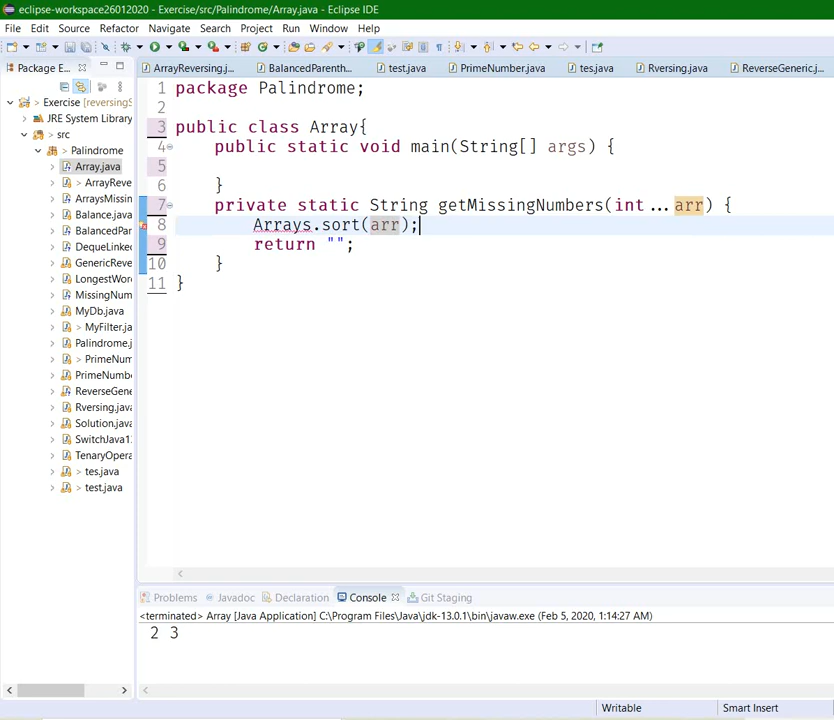 eclipse-workspace26012020 - Exercise/src/Palindrome/Array.java - Eclipse IDE
File Edit Source Refactor Navigate Search Project Run Window Help
Package E...
ArrayReversing.j... BalancedParenth... test.java PrimeNumber.java tes.java Rversing.java ReverseGeneric.j...
> Exercise [reversingS
JRE System Library
> src
Palindrome
Array.java
> ArrayReve
ArraysMissing
Balance.java
BalancedPar
DequeLinked
GenericReve
LongestWor
MissingNum
MyDb.java
> MyFilter.ja
Palindrome.j
> PrimeNum
PrimeNumbe
ReverseGene
Rversing.java
Solution.java
SwitchJava1
TenaryOpera
> tes.java
> test.java
1 package Palindrome;
2
3 public class Array{
4 public static void main(String[] args) {
5
6 }
7 private static String getMissingNumbers(int...arr) {
8 Arrays.sort(arr);
9 return "";
10 }
11 }
Problems @ Javadoc Declaration Console Git Staging
<terminated> Array [Java Application] C:\Program Files\Java\jdk-13.0.1\bin\javaw.exe (Feb 5, 2020, 1:14:27 AM)
2 3
Writable Smart Insert